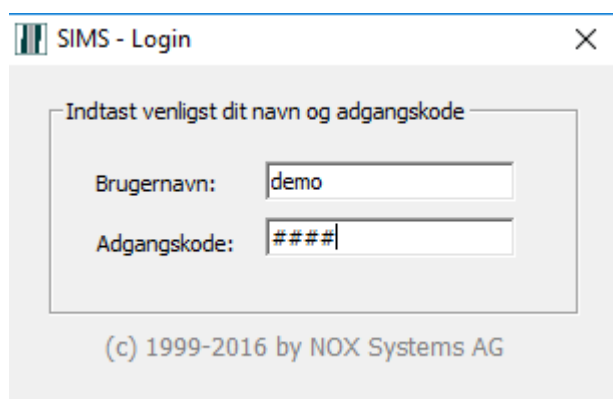 SIMS - Login
Indtast venligst dit navn og adgangskode
Brugernavn: demo
Adgangskode: ####
(c) 1999-2016 by NOX Systems AG